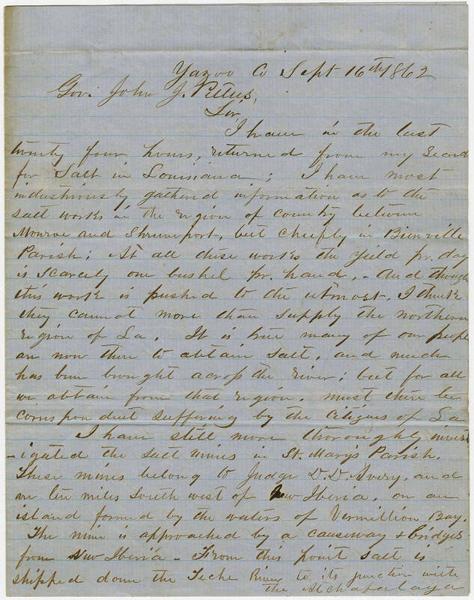 Yazoo Co Sept 16th 1862
Gov. John J. Pettus,
Sir
I have in the last
twenty four hours, returned from my search
for Salt in Louisiana; I have most
industriously gathered information as to the
salt works in the region of country between
Monroe and Shreveport, but chiefly in Bienville
Parish; At all these works the yield pr. day
is scarcely one bushel pr. hand. And though
this work is pushed to the utmost, I think
they cannot more than supply the northern
region of La. It is true many of our people
are now there to obtain salt, and much
has been brought across the river; but for all
we obtain from that region, must there be
correspondent suffering by the citizens of La
I have still more thoroughly invest
-igated the salt mines in St. Marys Parish.
These mines belong to Judge D. D. Avery, and
are ten miles South west of New Iberia, on an
island formed by the waters of Vermillion Bay.
The mine is approached by a causeway & bridges
from New Iberia - From this point salt is
shipped down the Teche River to its junction with
the Atchafalaya